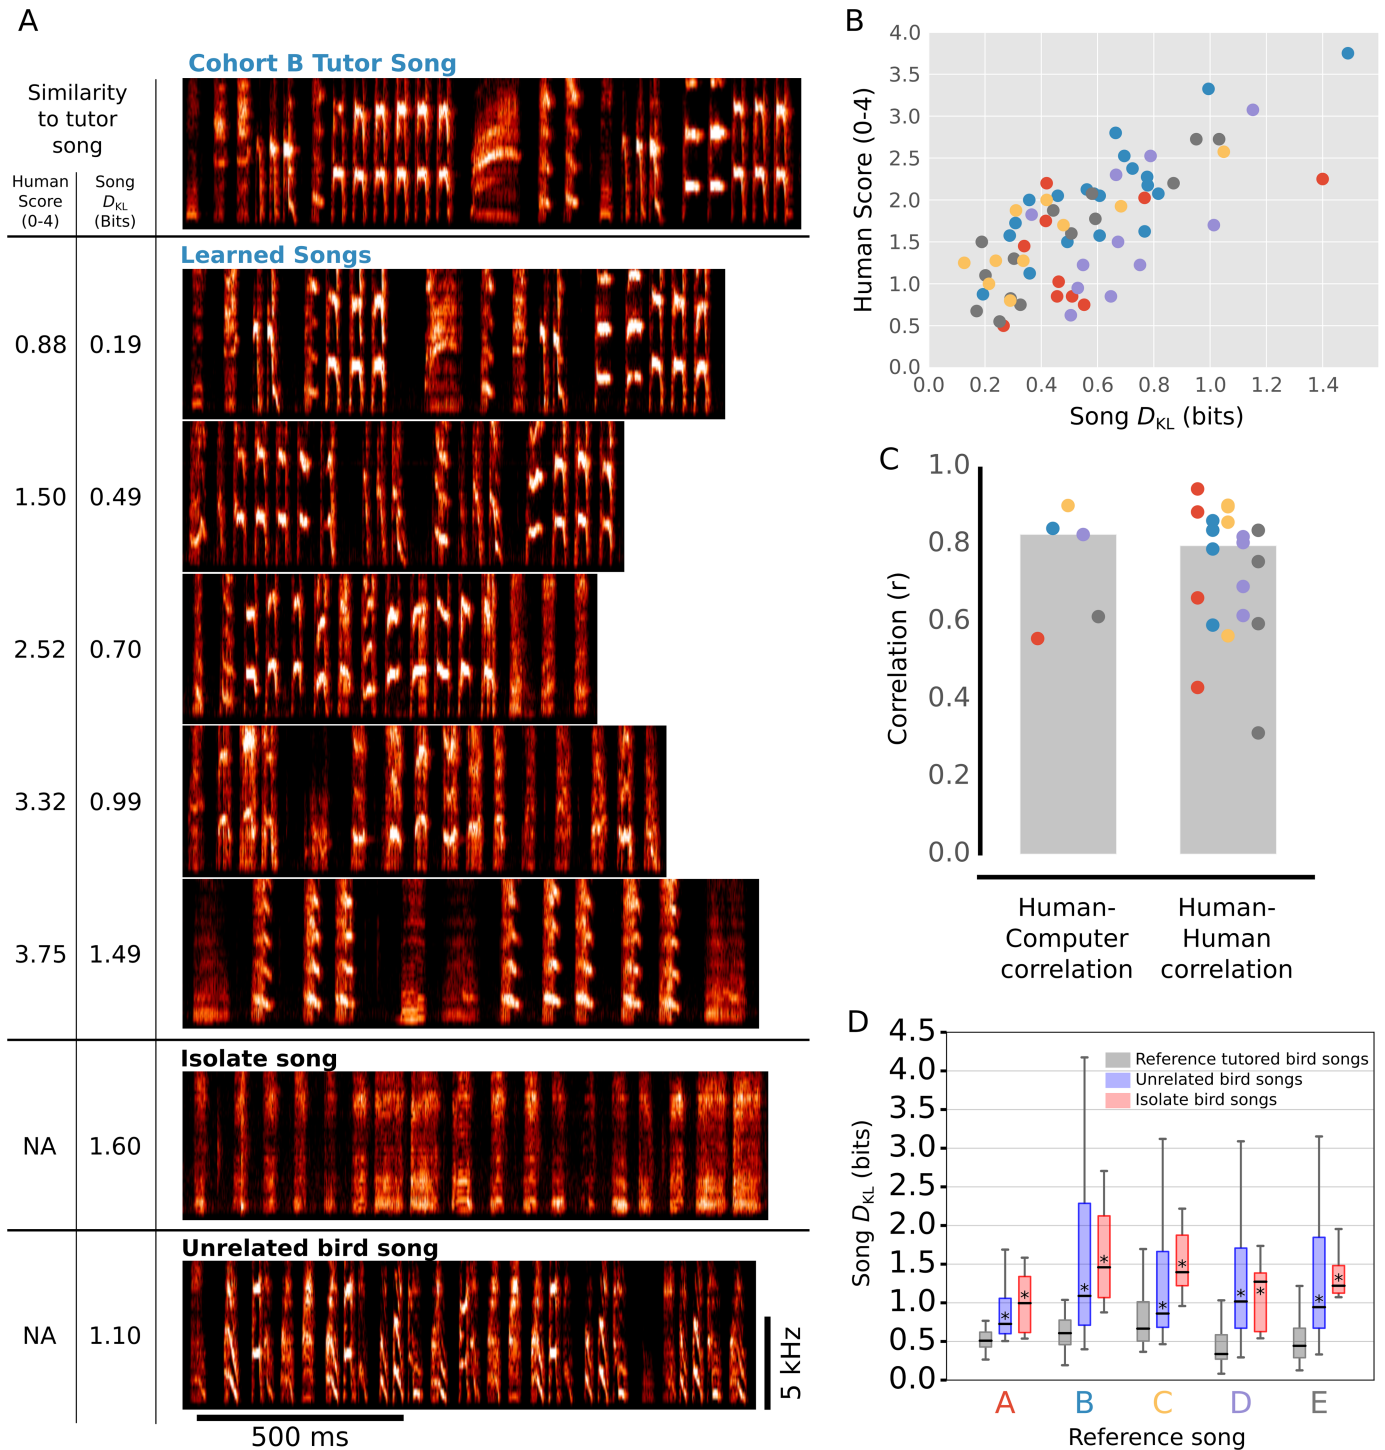 A
Cohort B Tutor Song
Similarity
to tutor
song
Human
Score
(0-4)
Song
DKL
(Bits)
Learned Songs
0.88 0.19
1.50 0.49
2.52 0.70
3.32 0.99
3.75 1.49
Isolate song
NA 1.60
Unrelated bird song
NA 1.10
5 kHz
500 ms
B
Human Score (0-4)
4.0
3.5
3.0
2.5
2.0
1.5
1.0
0.5
0.0
0.0 0.2 0.4 0.6 0.8 1.0 1.2 1.4
Song DKL (bits)
C
Correlation (r)
1.0
0.8
0.6
0.4
0.2
0.0
Human-
Computer
correlation
Human-
Human
correlation
D
Song DKL (bits)
4.5
4.0
3.5
3.0
2.5
2.0
1.5
1.0
0.5
0.0
Reference tutored bird songs
Unrelated bird songs
Isolate bird songs
* * * * * * * * * *
A B C D E
Reference song